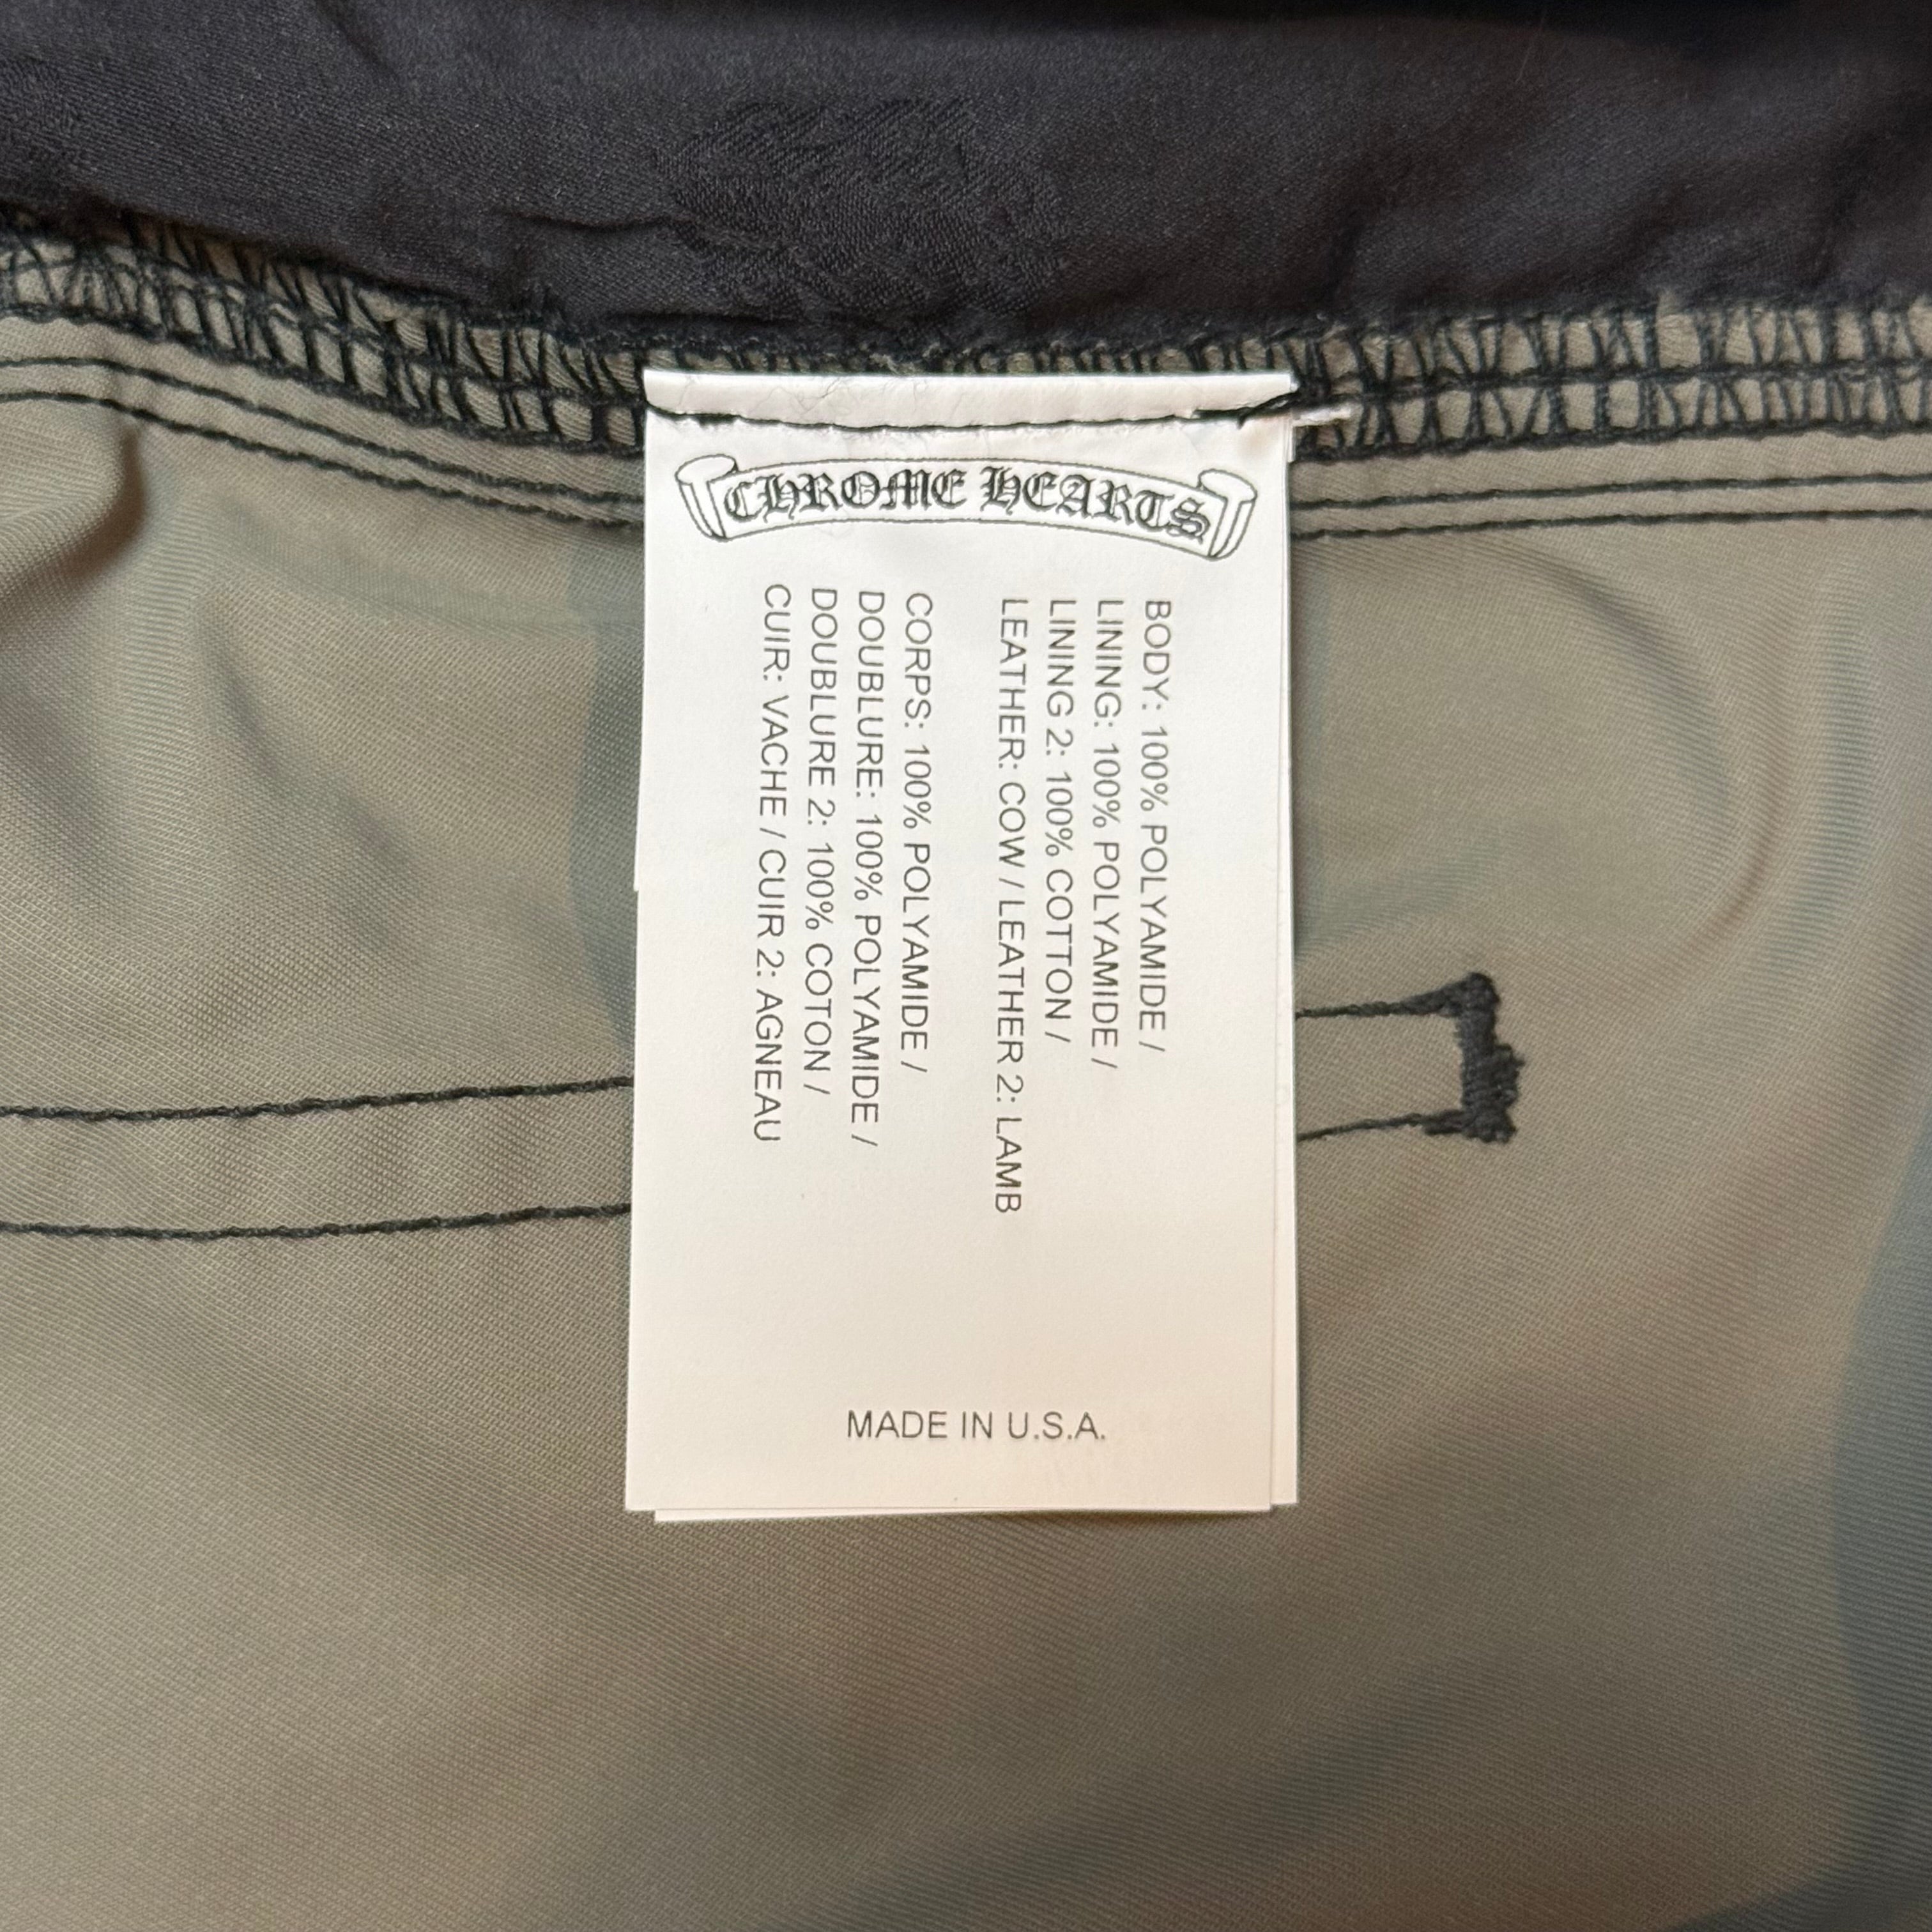 CHROME HEARTS
BODY: 100% POLYAMIDE /
LINING: 100% POLYAMIDE /
LINING 2: 100% COTTON /
LEATHER: COW / LEATHER 2: LAMB
CORPS: 100% POLYAMIDE /
DOUBLURE: 100% POLYAMIDE /
DOUBLURE 2: 100% COTON /
CUIR: VACHE / CUIR 2: AGNEAU
MADE IN U.S.A.